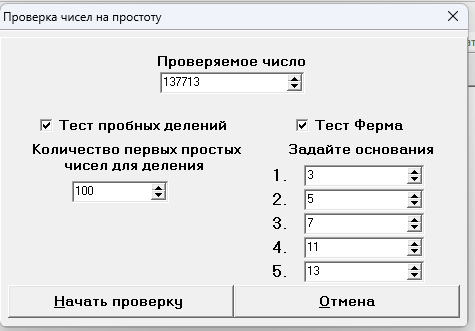 Проверка чисел на простоту
Проверяемое число
137713
Тест пробных делений
Количество первых простых
чисел для деления
100
Тест Ферма
Задайте основания
1. 3
2. 5
3. 7
4. 11
5. 13
Начать проверку
Отмена